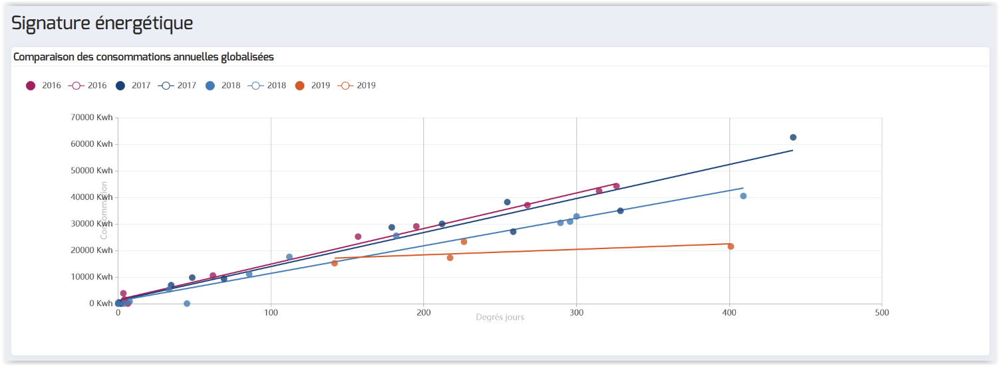 Signature énergétique
Comparaison des consommations annuelles globalisées
2016 2016 2017 2017 2018 2018 2019 2019
70000 Kwh
60000 Kwh
50000 Kwh
40000 Kwh
30000 Kwh
20000 Kwh
10000 Kwh
0 Kwh
Consommation
0 100 200 300 400 500
Degrés jours